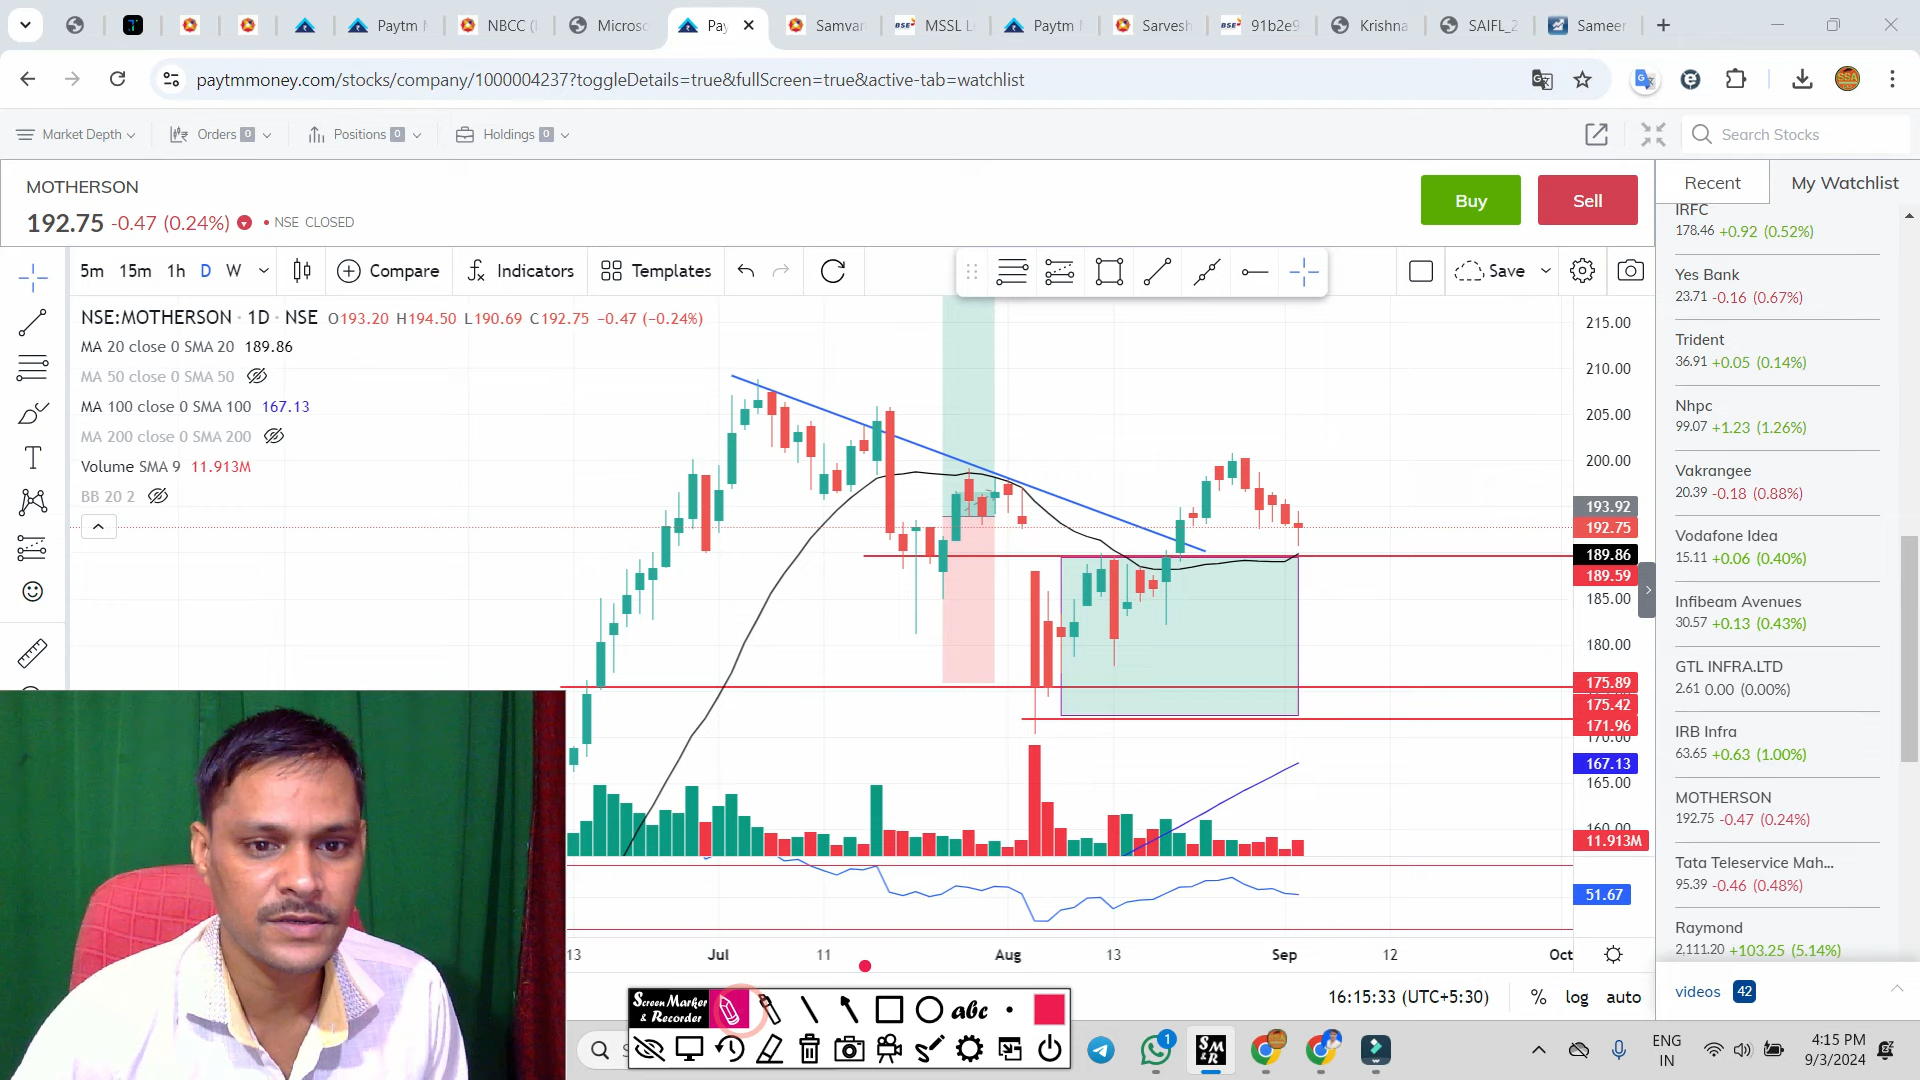 Paytm
NBCC (
Microso
Pay
Samvar
BSE MSSL L
Paytm
Sarvesh
BSE 91b2e9
Krishna
SAIFL_2
Sameer
paytmmoney.com/stocks/company/1000004237?toggleDetails=true&fullScreen=true&active-tab=watchlist
Market Depth
Orders 0
Positions 0
Holdings 0
Search Stocks
MOTHERSON
192.75 -0.47 (0.24%) • NSE CLOSED
Buy
Sell
Recent
My Watchlist
5m 15m 1h D W
Compare
Indicators
Templates
Save
NSE:MOTHERSON · 1D · NSE O193.20 H194.50 L190.69 C192.75 −0.47 (−0.24%)
MA 20 close 0 SMA 20 189.86
MA 50 close 0 SMA 50
MA 100 close 0 SMA 100 167.13
MA 200 close 0 SMA 200
Volume SMA 9 11.913M
BB 20 2
215.00
210.00
205.00
200.00
193.92
192.75
189.86
189.59
185.00
180.00
175.89
175.42
171.96
170.00
167.13
165.00
160.00
11.913M
51.67
13 Jul 11 Aug 13 Sep 12 Oct
16:15:33 (UTC+5:30) % log auto
IRFC
178.46 +0.92 (0.52%)
Yes Bank
23.71 -0.16 (0.67%)
Trident
36.91 +0.05 (0.14%)
Nhpc
99.07 +1.23 (1.26%)
Vakrangee
20.39 -0.18 (0.88%)
Vodafone Idea
15.11 +0.06 (0.40%)
Infibeam Avenues
30.57 +0.13 (0.43%)
GTL INFRA.LTD
2.61 0.00 (0.00%)
IRB Infra
63.65 +0.63 (1.00%)
MOTHERSON
192.75 -0.47 (0.24%)
Tata Teleservice Mah...
95.39 -0.46 (0.48%)
Raymond
2,111.20 +103.25 (5.14%)
videos 42
Screen Marker
& Recorder
abc
SM
&R
1
ENG
IN
4:15 PM
9/3/2024